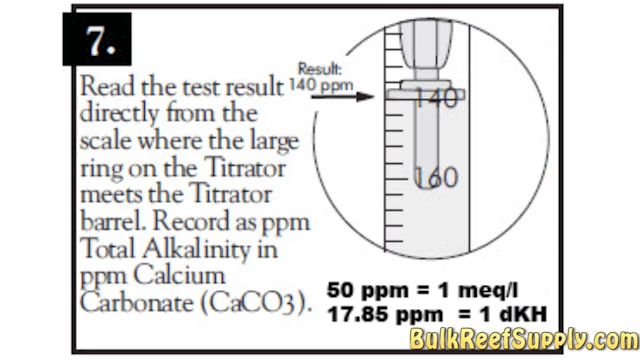 7.
Read the test result
directly from the
scale where the large
ring on the Titrator
meets the Titrator
barrel. Record as ppm
Total Alkalinity in
ppm Calcium
Carbonate (CaCO3).
Result:
140 ppm
140
160
50 ppm = 1 meq/l
17.85 ppm = 1 dKH
BulkReefSupply.com